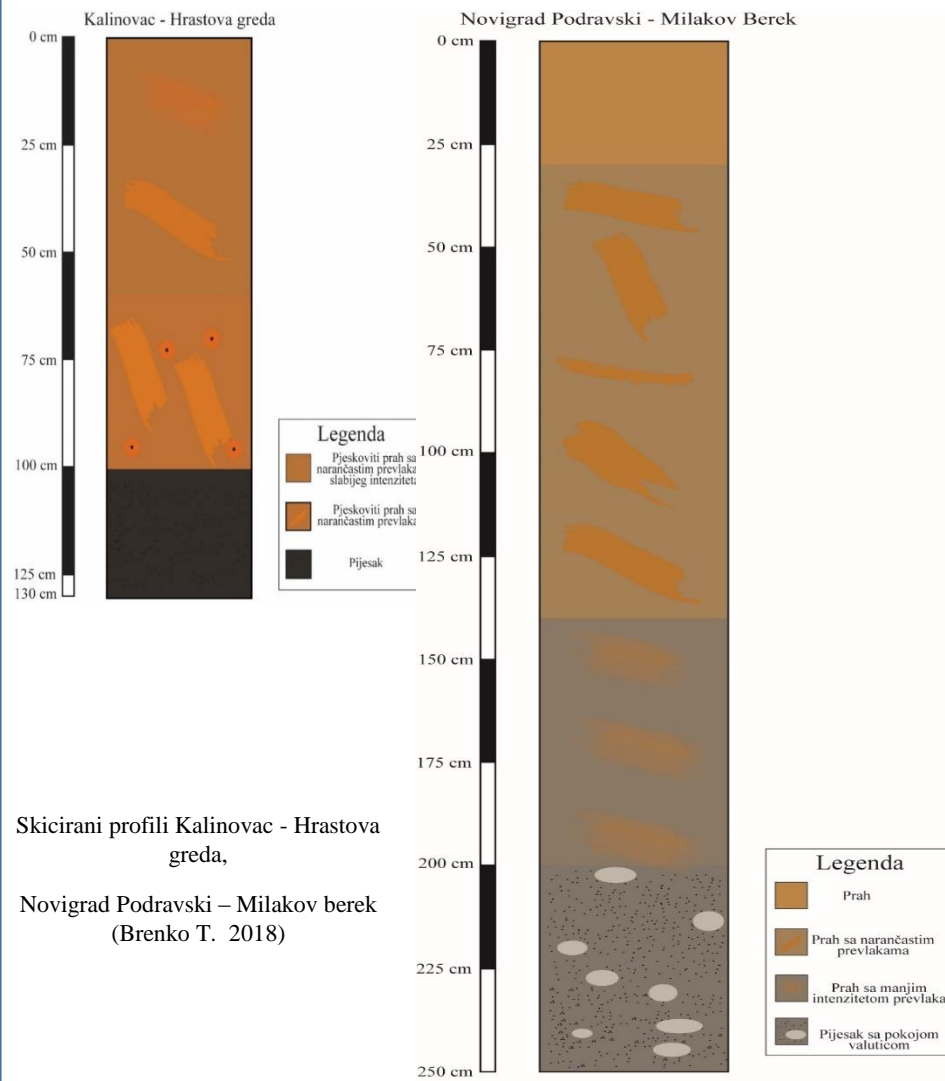 Kalinovac - Hrastova greda
0 cm
25 cm
50 cm
75 cm
100 cm
125 cm
130 cm
Legenda
Pjeskoviti prah sa
narančastim prevlaka
slabijeg intenziteta
Pjeskoviti prah sa
narančastim prevlaka
Pijesak
Novigrad Podravski - Milakov Berek
0 cm
25 cm
50 cm
75 cm
100 cm
125 cm
150 cm
175 cm
200 cm
225 cm
250 cm
Legenda
Prah
Prah sa narančastim
prevlakama
Prah sa manjim
intenzitetom prevlaka
Pijesak sa pokojom
valuticom
Skicirani profili Kalinovac - Hrastova
greda,
Novigrad Podravski – Milakov berek
(Brenko T. 2018)